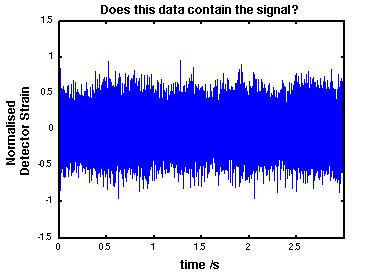 Does this data contain the signal?
1.5
1
0.5
0
-0.5
-1
-1.5
Normalised
Detector Strain
0 0.5 1 1.5 2 2.5
time /s